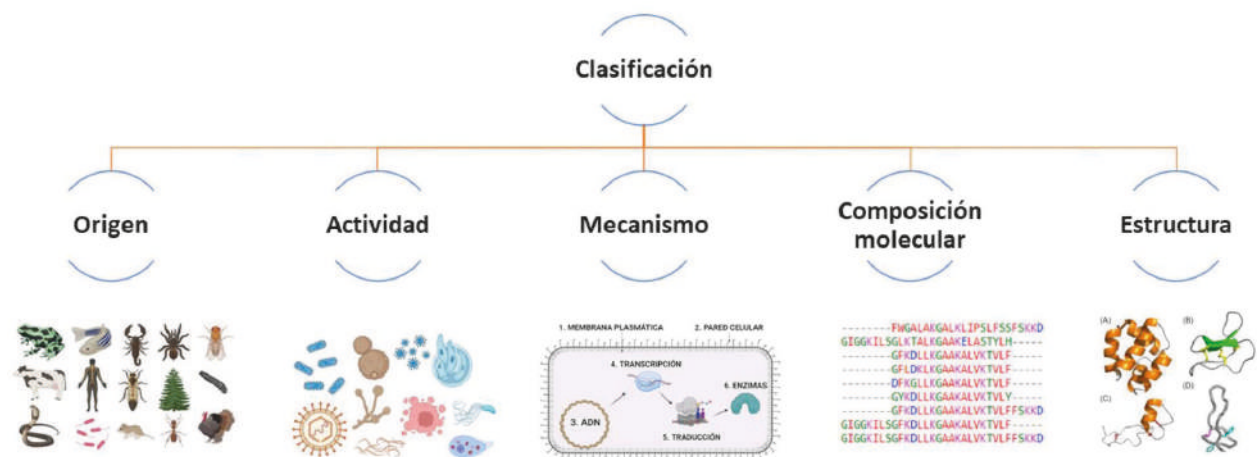 Clasificación
Origen
Actividad
Mecanismo
Composición
molecular
Estructura
1. MEMBRANA PLASMÁTICA
2. PARED CELULAR
4. TRANSCRIPCIÓN
6. ENZIMAS
3. ADN
5. TRADUCCIÓN
-------FWGALAKGALKLIPSLFSSFSKKD
GIGGKILSGLKTALKGAAKELASTYLH-----
-------GFKDLLKGAAKALVKTVLF------
-------GFLDKLKGAAKALVKTVLF------
-------DFKGLLKGAAKALVKTVLF------
-------GYKDLLKGAAKALVKTVLY------
-------GFKDLLKGAAKALVKTVLFFSKKD
GIGGKILSGFKDLLKGAAKALVKTVLF-----
GIGGKILSGFKDLLKGAAKALVKTVLFFSKKD
(A)
(B)
(C)
(D)